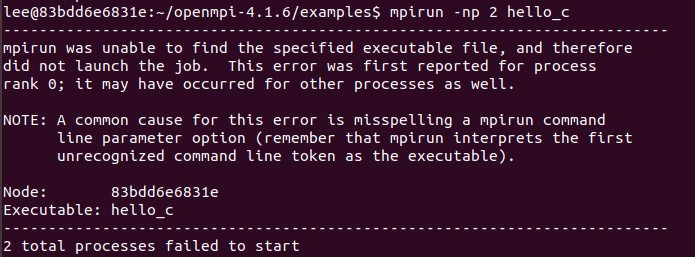 lee@83bdd6e6831e:~/openmpi-4.1.6/examples$ mpirun -np 2 hello_c
--------------------------------------------------------------------------
mpirun was unable to find the specified executable file, and therefore
did not launch the job.  This error was first reported for process
rank 0; it may have occurred for other processes as well.

NOTE: A common cause for this error is misspelling a mpirun command
      line parameter option (remember that mpirun interprets the first
      unrecognized command line token as the executable).

Node:       83bdd6e6831e
Executable: hello_c
--------------------------------------------------------------------------
2 total processes failed to start